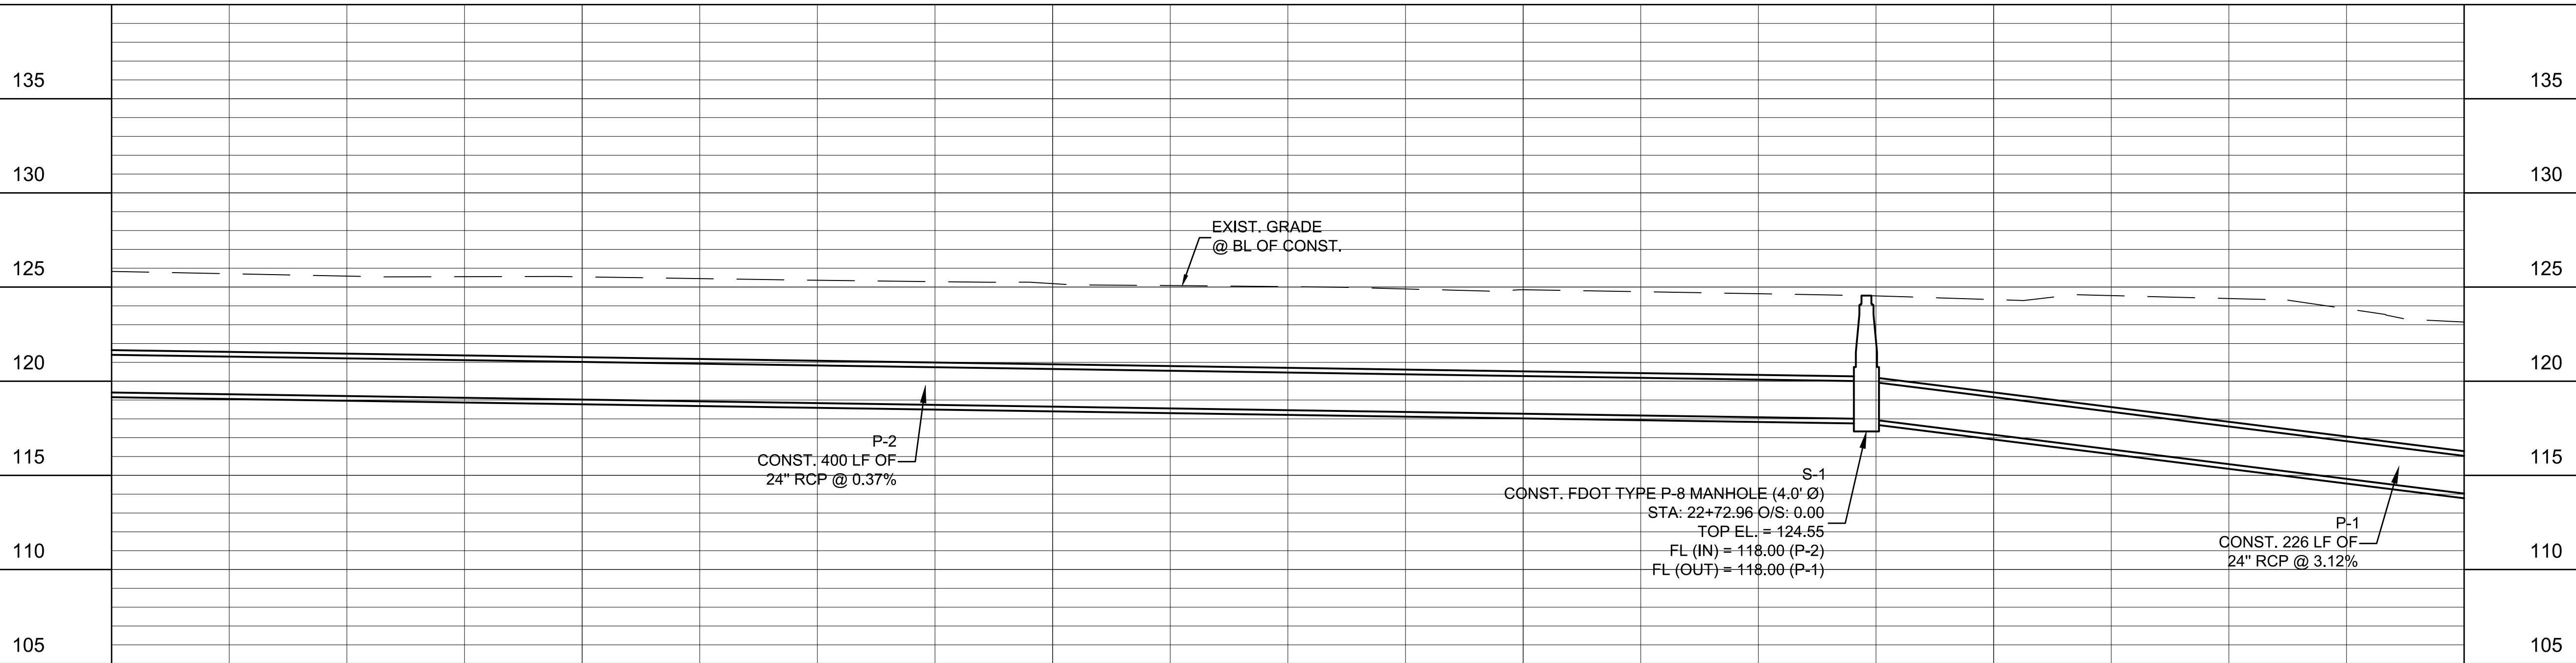 135
135
130
130
EXIST. GRADE
@ BL OF CONST.
125
125
120
120
P-2
CONST. 400 LF OF
24" RCP @ 0.37%
115
115
S-1
CONST. FDOT TYPE P-8 MANHOLE (4.0' Ø)
STA: 22+72.96 O/S: 0.00
TOP EL. = 124.55
FL (IN) = 118.00 (P-2)
FL (OUT) = 118.00 (P-1)
P-1
CONST. 226 LF OF
24" RCP @ 3.12%
110
110
105
105